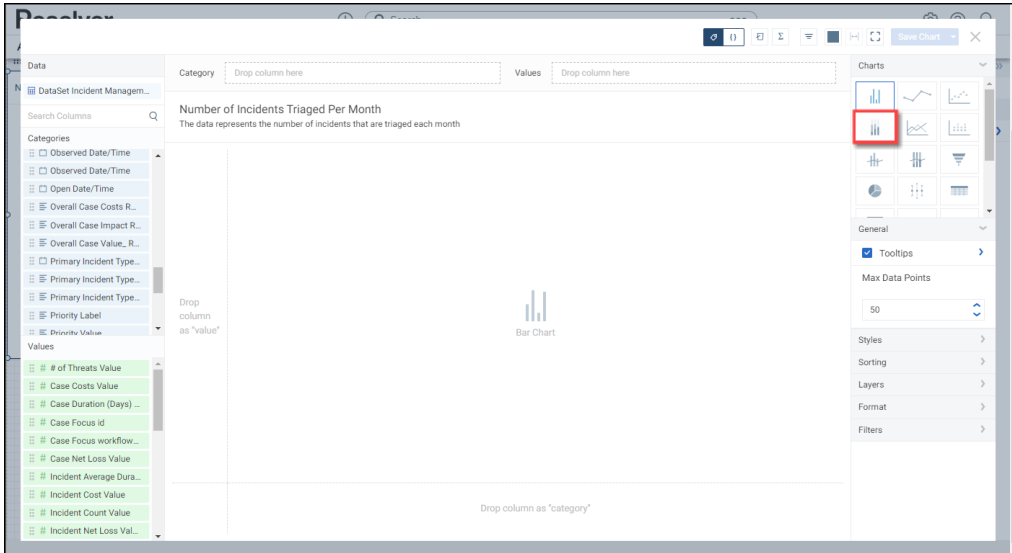 Resolver
Search
Save Chart
Data
DataSet Incident Managem...
Search Columns
Categories
Observed Date/Time
Observed Date/Time
Open Date/Time
Overall Case Costs R...
Overall Case Impact R...
Overall Case Value_ R...
Primary Incident Type...
Primary Incident Type...
Primary Incident Type...
Priority Label
Priority Value
Values
# # of Threats Value
# Case Costs Value
# Case Duration (Days) ...
# Case Focus id
# Case Focus workflow...
# Case Net Loss Value
# Incident Average Dura...
# Incident Cost Value
# Incident Count Value
# Incident Net Loss Val...
Category Drop column here Values Drop column here
Number of Incidents Triaged Per Month
The data represents the number of incidents that are triaged each month
Drop
column
as "value"
Bar Chart
Drop column as "category"
Charts
General
Tooltips
Max Data Points
50
Styles
Sorting
Layers
Format
Filters